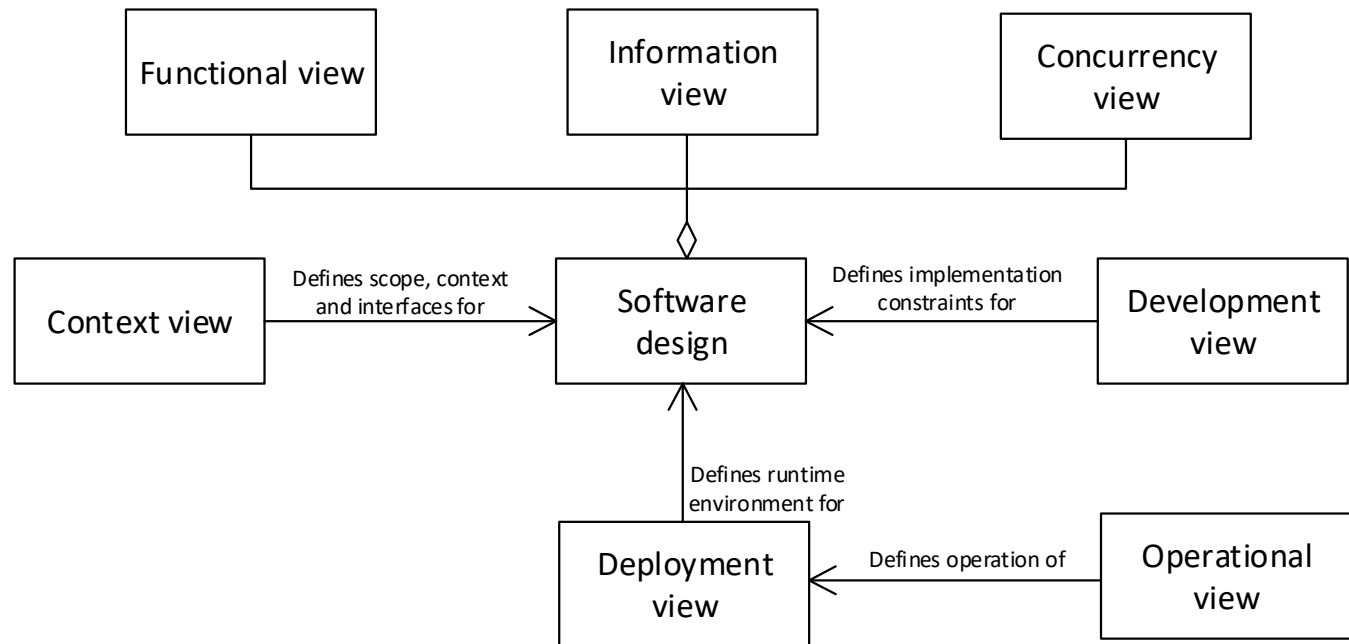 Functional view
Information
view
Concurrency
view
Context view
Defines scope, context
and interfaces for
Software
design
Defines implementation
constraints for
Development
view
Defines runtime
environment for
Deployment
view
Defines operation of
Operational
view